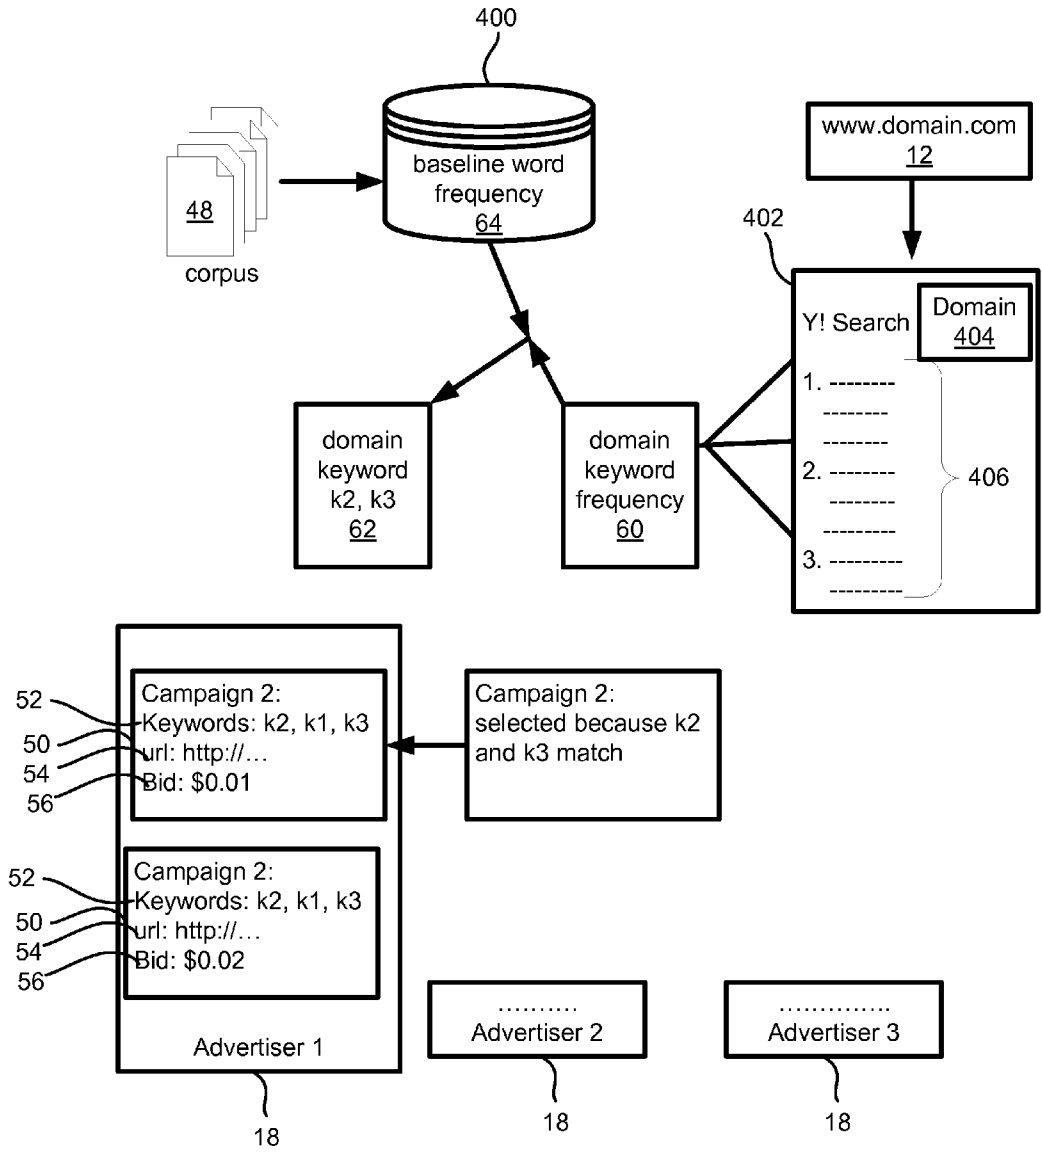 400
www.domain.com
12
baseline word
frequency
64
48
corpus
402
Y! Search
Domain
404
1. --------
-------
-------
2. --------
--------
--------
3. --------
--------
406
domain
keyword
k2, k3
62
domain
keyword
frequency
60
52
50
54
56
Campaign 2:
Keywords: k2, k1, k3
url: http://...
Bid: $0.01
Campaign 2:
selected because k2
and k3 match
52
50
54
56
Campaign 2:
Keywords: k2, k1, k3
url: http://...
Bid: $0.02
Advertiser 1
18
..........
Advertiser 2
18
..............
Advertiser 3
18